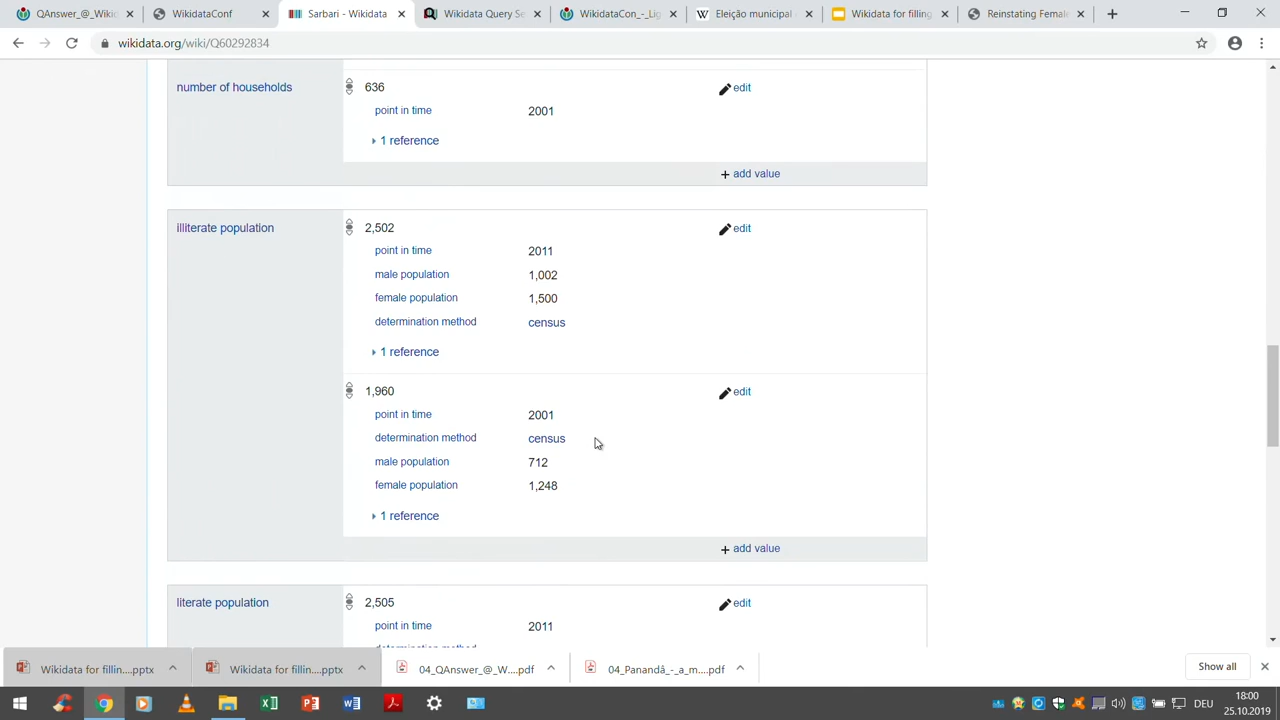 QAnswer_@_Wikid
WikidataConf
Sarbari - Wikidata
Wikidata Query Se
WikidataCon_-_Lig
Eleição municipal
Wikidata for filling
Reinstating Female
wikidata.org/wiki/Q60292834
number of households
636
edit
point in time
2001
1 reference
+ add value
illiterate population
2,502
edit
point in time
2011
male population
1,002
female population
1,500
determination method
census
1 reference
1,960
edit
point in time
2001
determination method
census
male population
712
female population
1,248
1 reference
+ add value
literate population
2,505
edit
point in time
2011
Wikidata for fillin....pptx
Wikidata for fillin....pptx
04_QAnswer_@_W....pdf
04_Panandâ_-_a_m....pdf
Show all
DEU
18:00
25.10.2019